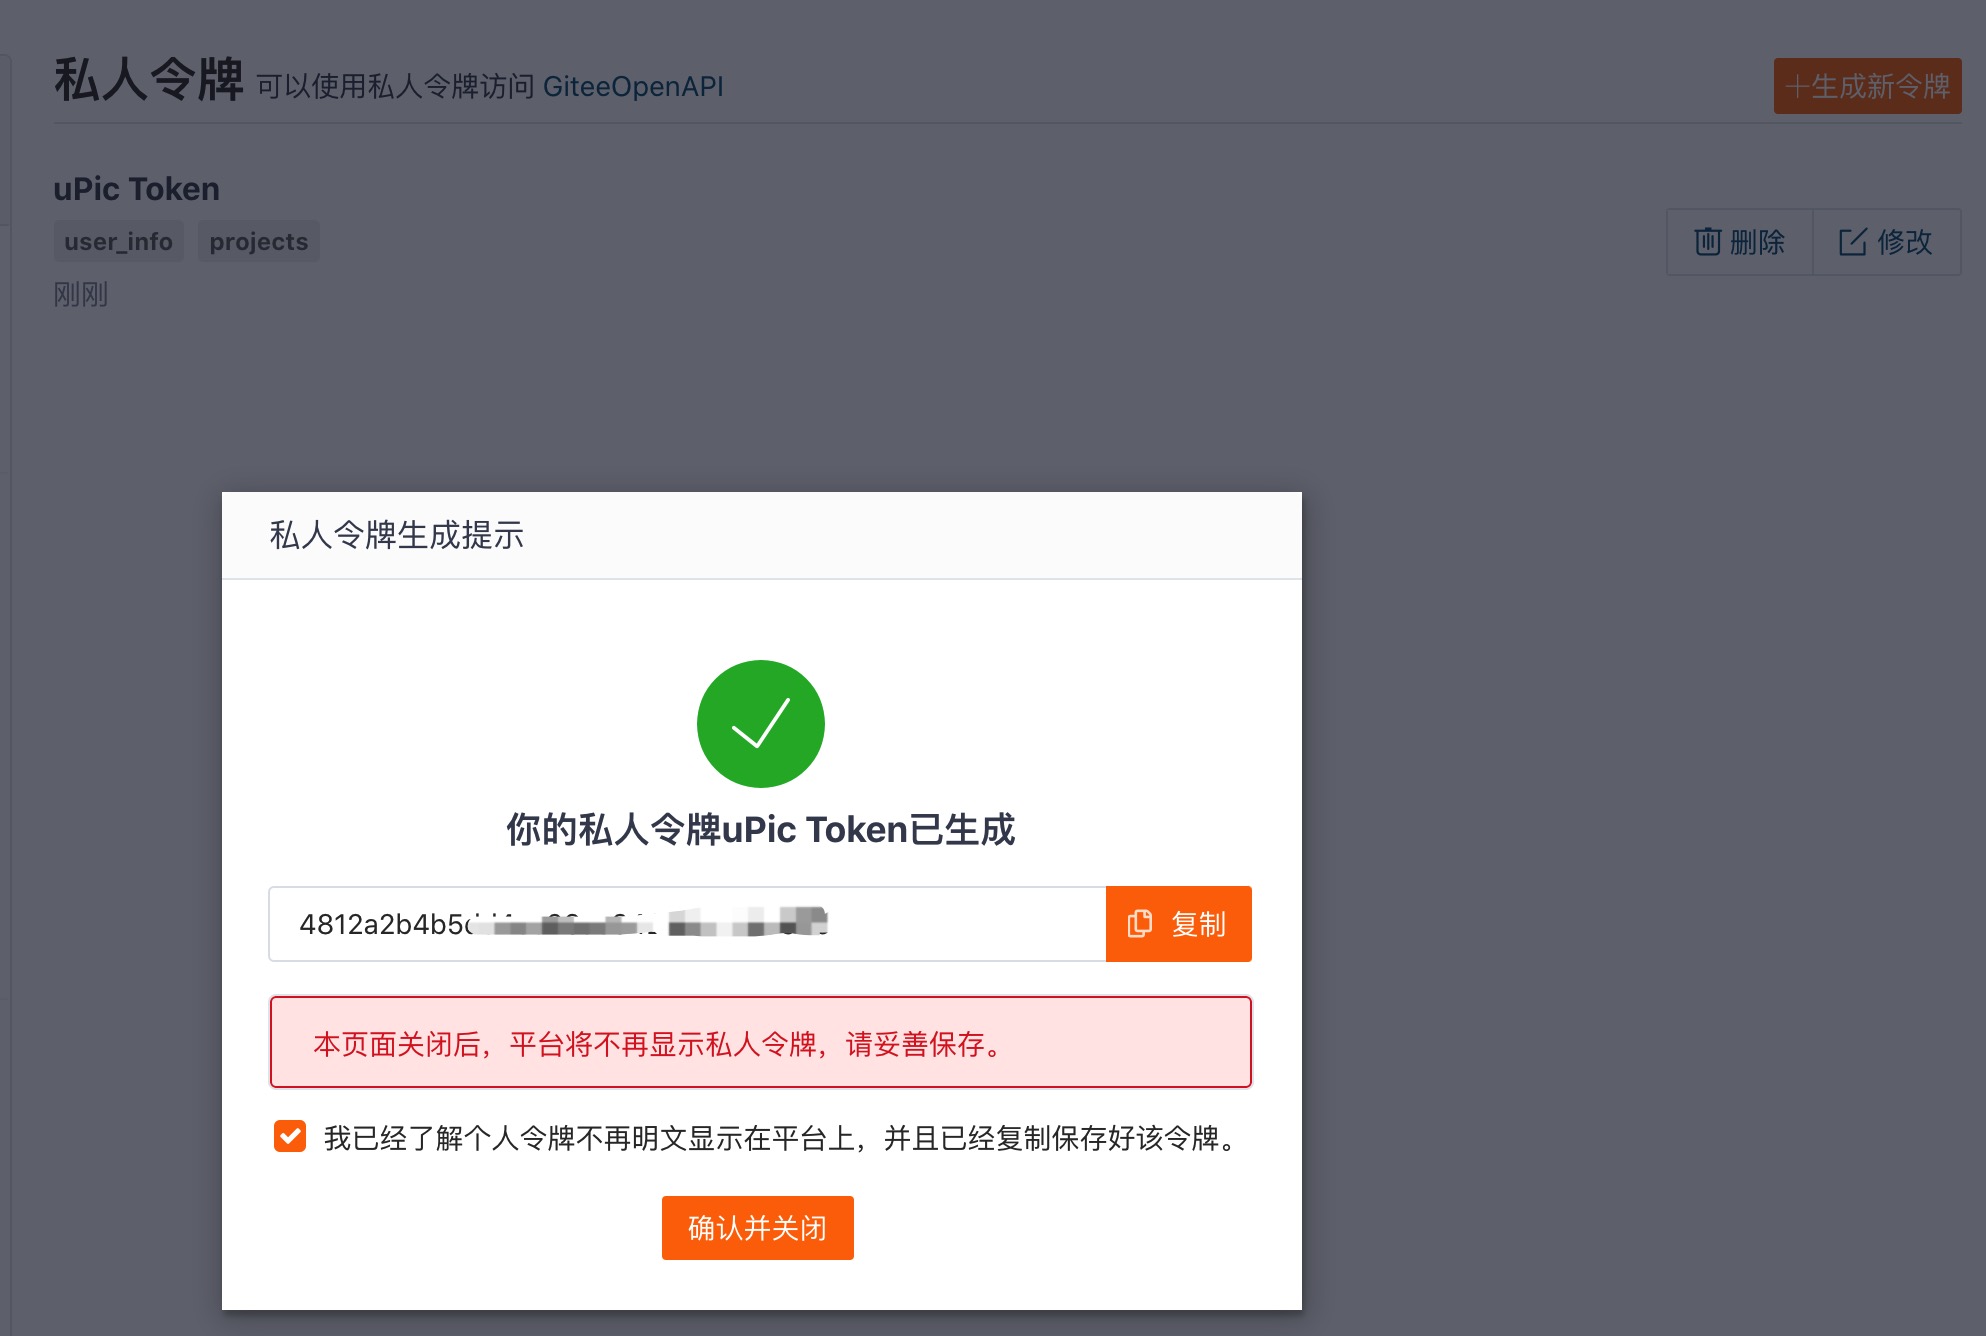 私人令牌 可以使用私人令牌访问 GiteeOpenAPI
+生成新令牌
uPic Token
user_info projects
删除 修改
刚刚
私人令牌生成提示
你的私人令牌uPic Token已生成
4812a2b4b5
复制
本页面关闭后，平台将不再显示私人令牌，请妥善保存。
我已经了解个人令牌不再明文显示在平台上，并且已经复制保存好该令牌。
确认并关闭